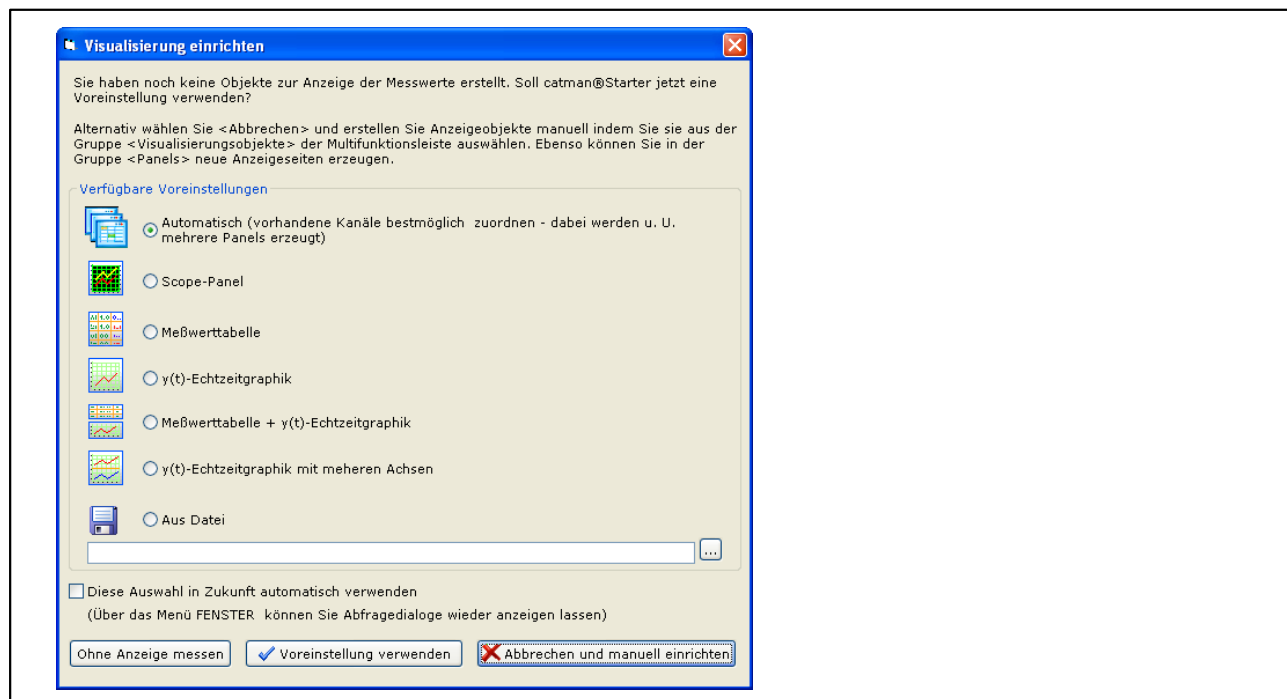 Visualisierung einrichten
Sie haben noch keine Objekte zur Anzeige der Messwerte erstellt. Soll catman®Starter jetzt eine
Voreinstellung verwenden?
Alternativ wählen Sie <Abbrechen> und erstellen Sie Anzeigeobjekte manuell indem Sie sie aus der
Gruppe <Visualisierungsobjekte> der Multifunktionsleiste auswählen. Ebenso können Sie in der
Gruppe <Panels> neue Anzeigeseiten erzeugen.
Verfügbare Voreinstellungen
Automatisch (vorhandene Kanäle bestmöglich zuordnen - dabei werden u. U.
mehrere Panels erzeugt)
Scope-Panel
Meßwerttabelle
y(t)-Echtzeitgraphik
Meßwerttabelle + y(t)-Echtzeitgraphik
y(t)-Echtzeitgraphik mit meheren Achsen
Aus Datei
...
Diese Auswahl in Zukunft automatisch verwenden
(Über das Menü FENSTER können Sie Abfragedialoge wieder anzeigen lassen)
Ohne Anzeige messen
Voreinstellung verwenden
Abbrechen und manuell einrichten